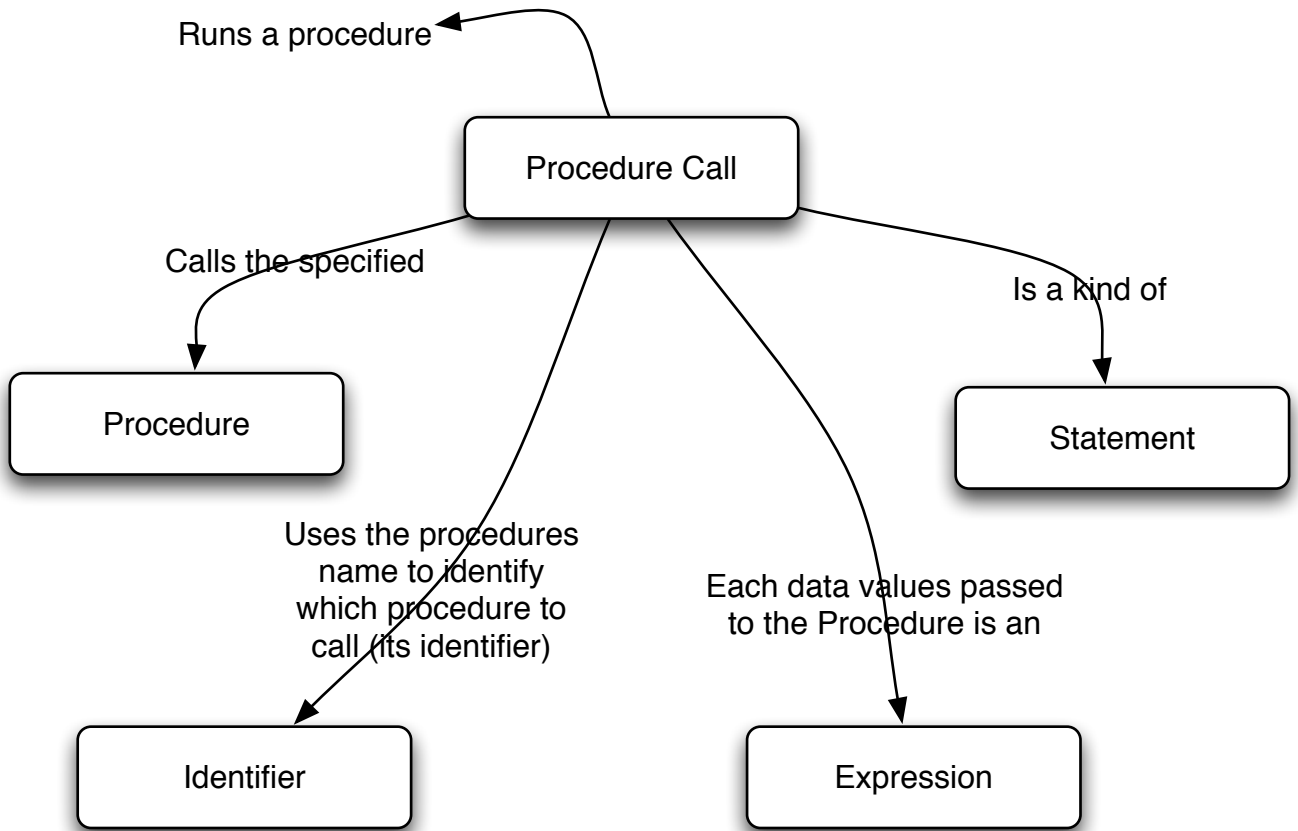 Runs a procedure
Procedure Call
Calls the specified
Is a kind of
Procedure
Statement
Uses the procedures
name to identify
which procedure to
call (its identifier)
Each data values passed
to the Procedure is an
Identifier
Expression